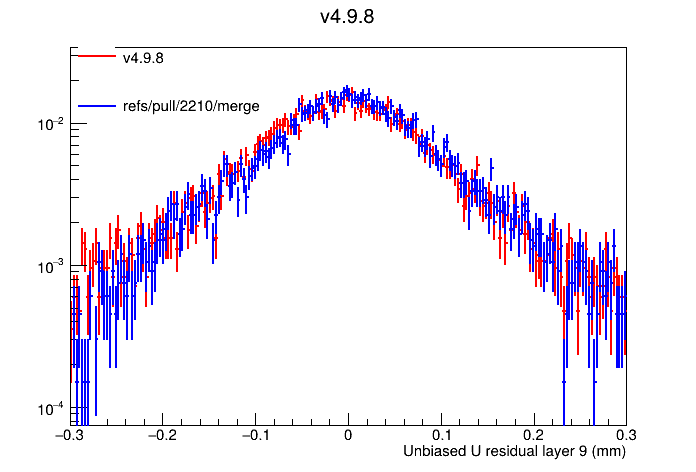 v4.9.8
v4.9.8
refs/pull/2210/merge
10⁻²
10⁻³
10⁻⁴
−0.3 −0.2 −0.1 0 0.1 0.2 0.3
Unbiased U residual layer 9 (mm)